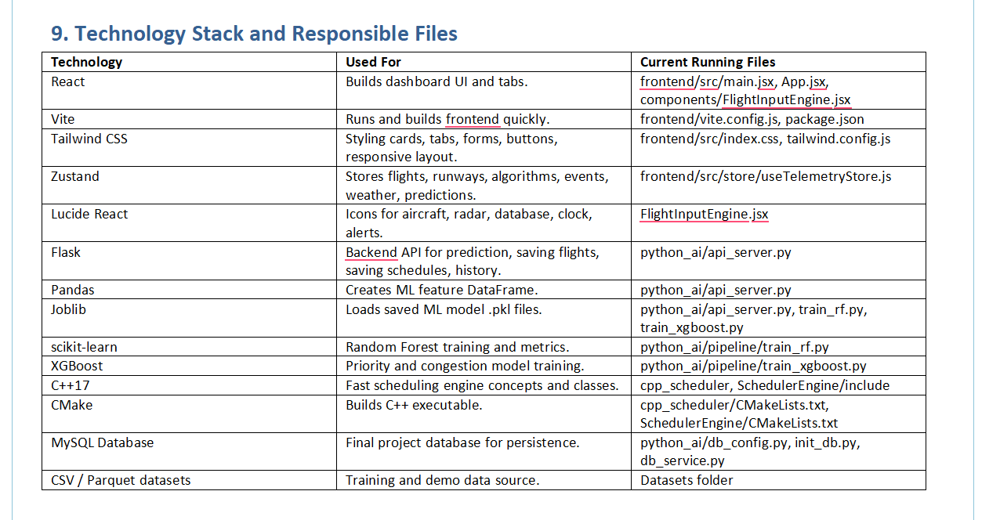 9. Technology Stack and Responsible Files
Technology Used For Current Running Files
React Builds dashboard UI and tabs. frontend/src/main.jsx, App.jsx,
components/FlightInputEngine.jsx
Vite Runs and builds frontend quickly. frontend/vite.config.js, package.json
Tailwind CSS Styling cards, tabs, forms, buttons, frontend/src/index.css, tailwind.config.js
responsive layout.
Zustand Stores flights, runways, algorithms, events, frontend/src/store/useTelemetryStore.js
weather, predictions.
Lucide React Icons for aircraft, radar, database, clock, FlightInputEngine.jsx
alerts.
Flask Backend API for prediction, saving flights, python_ai/api_server.py
saving schedules, history.
Pandas Creates ML feature DataFrame. python_ai/api_server.py
Joblib Loads saved ML model .pkl files. python_ai/api_server.py, train_rf.py,
train_xgboost.py
scikit-learn Random Forest training and metrics. python_ai/pipeline/train_rf.py
XGBoost Priority and congestion model training. python_ai/pipeline/train_xgboost.py
C++17 Fast scheduling engine concepts and classes. cpp_scheduler, SchedulerEngine/include
CMake Builds C++ executable. cpp_scheduler/CMakeLists.txt,
SchedulerEngine/CMakeLists.txt
MySQL Database Final project database for persistence. python_ai/db_config.py, init_db.py,
db_service.py
CSV / Parquet datasets Training and demo data source. Datasets folder